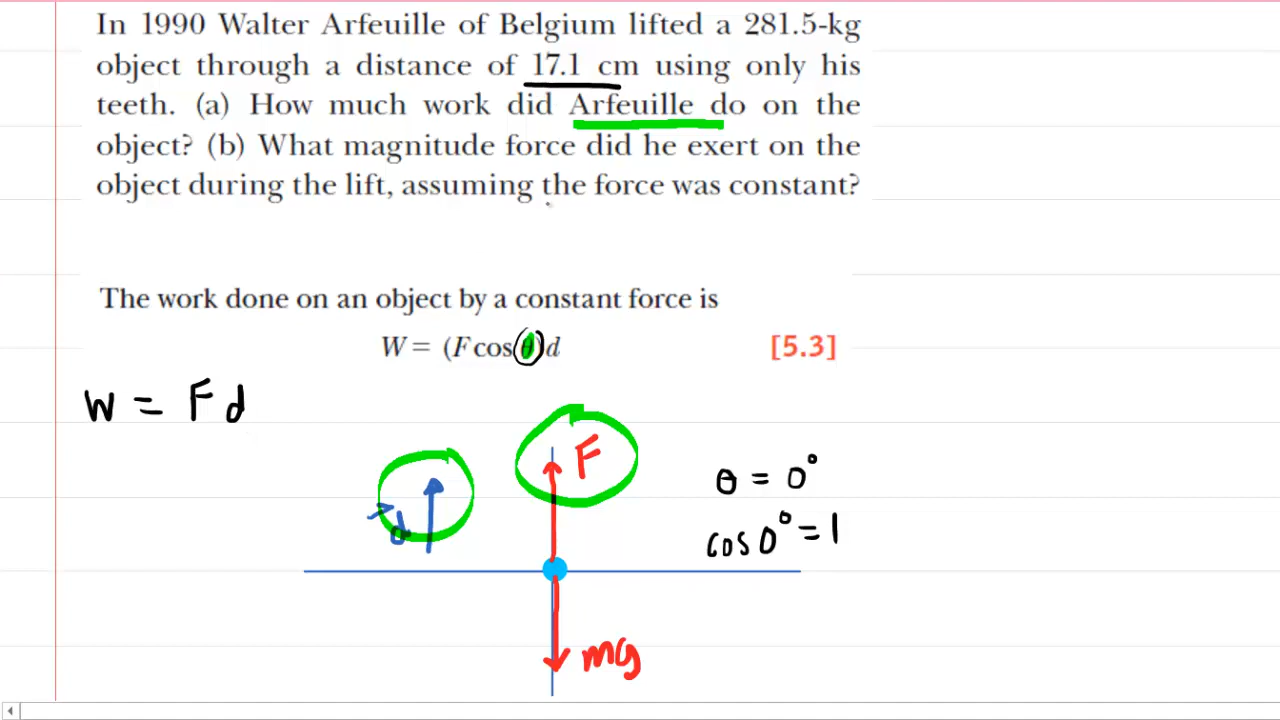 In 1990 Walter Arfeuille of Belgium lifted a 281.5-kg
object through a distance of 17.1 cm using only his
teeth. (a) How much work did Arfeuille do on the
object? (b) What magnitude force did he exert on the
object during the lift, assuming the force was constant?
The work done on an object by a constant force is
W = (F cos θ)d [5.3]
W = Fd
F
d
θ = 0°
cos 0° = 1
mg